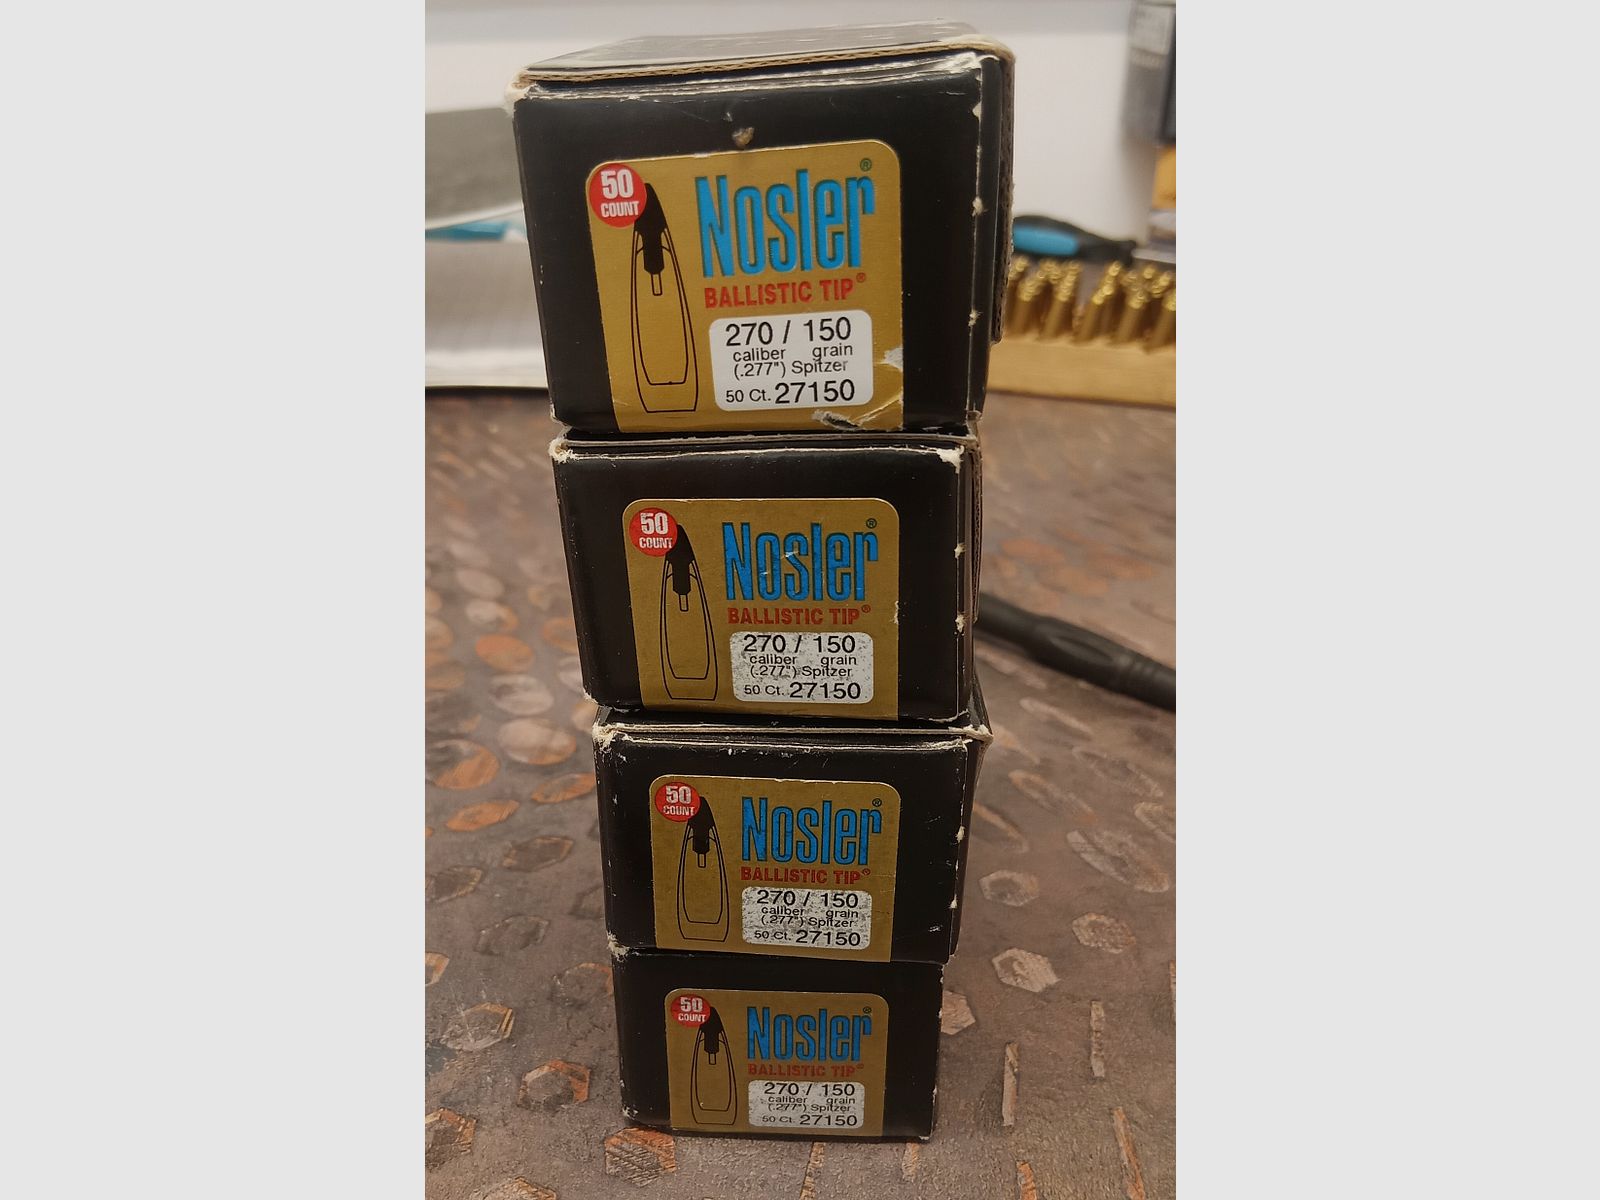 50
COUNT
Nosler®
BALLISTIC TIP®
270 / 150
caliber grain
(.277") Spitzer
50 Ct. 27150
50
COUNT
Nosler®
BALLISTIC TIP®
270 / 150
caliber grain
(.277") Spitzer
50 Ct. 27150
50
COUNT
Nosler®
BALLISTIC TIP®
270 / 150
caliber grain
(.277") Spitzer
50 Ct. 27150
50
COUNT
Nosler®
BALLISTIC TIP®
270 / 150
caliber grain
(.277") Spitzer
50 Ct. 27150